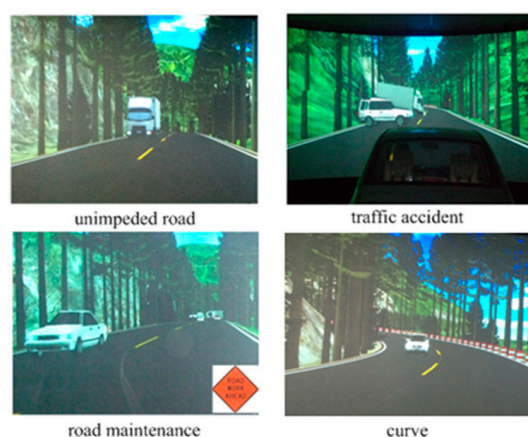 unimpeded road
traffic accident
ROAD
WORK
AHEAD
road maintenance
curve